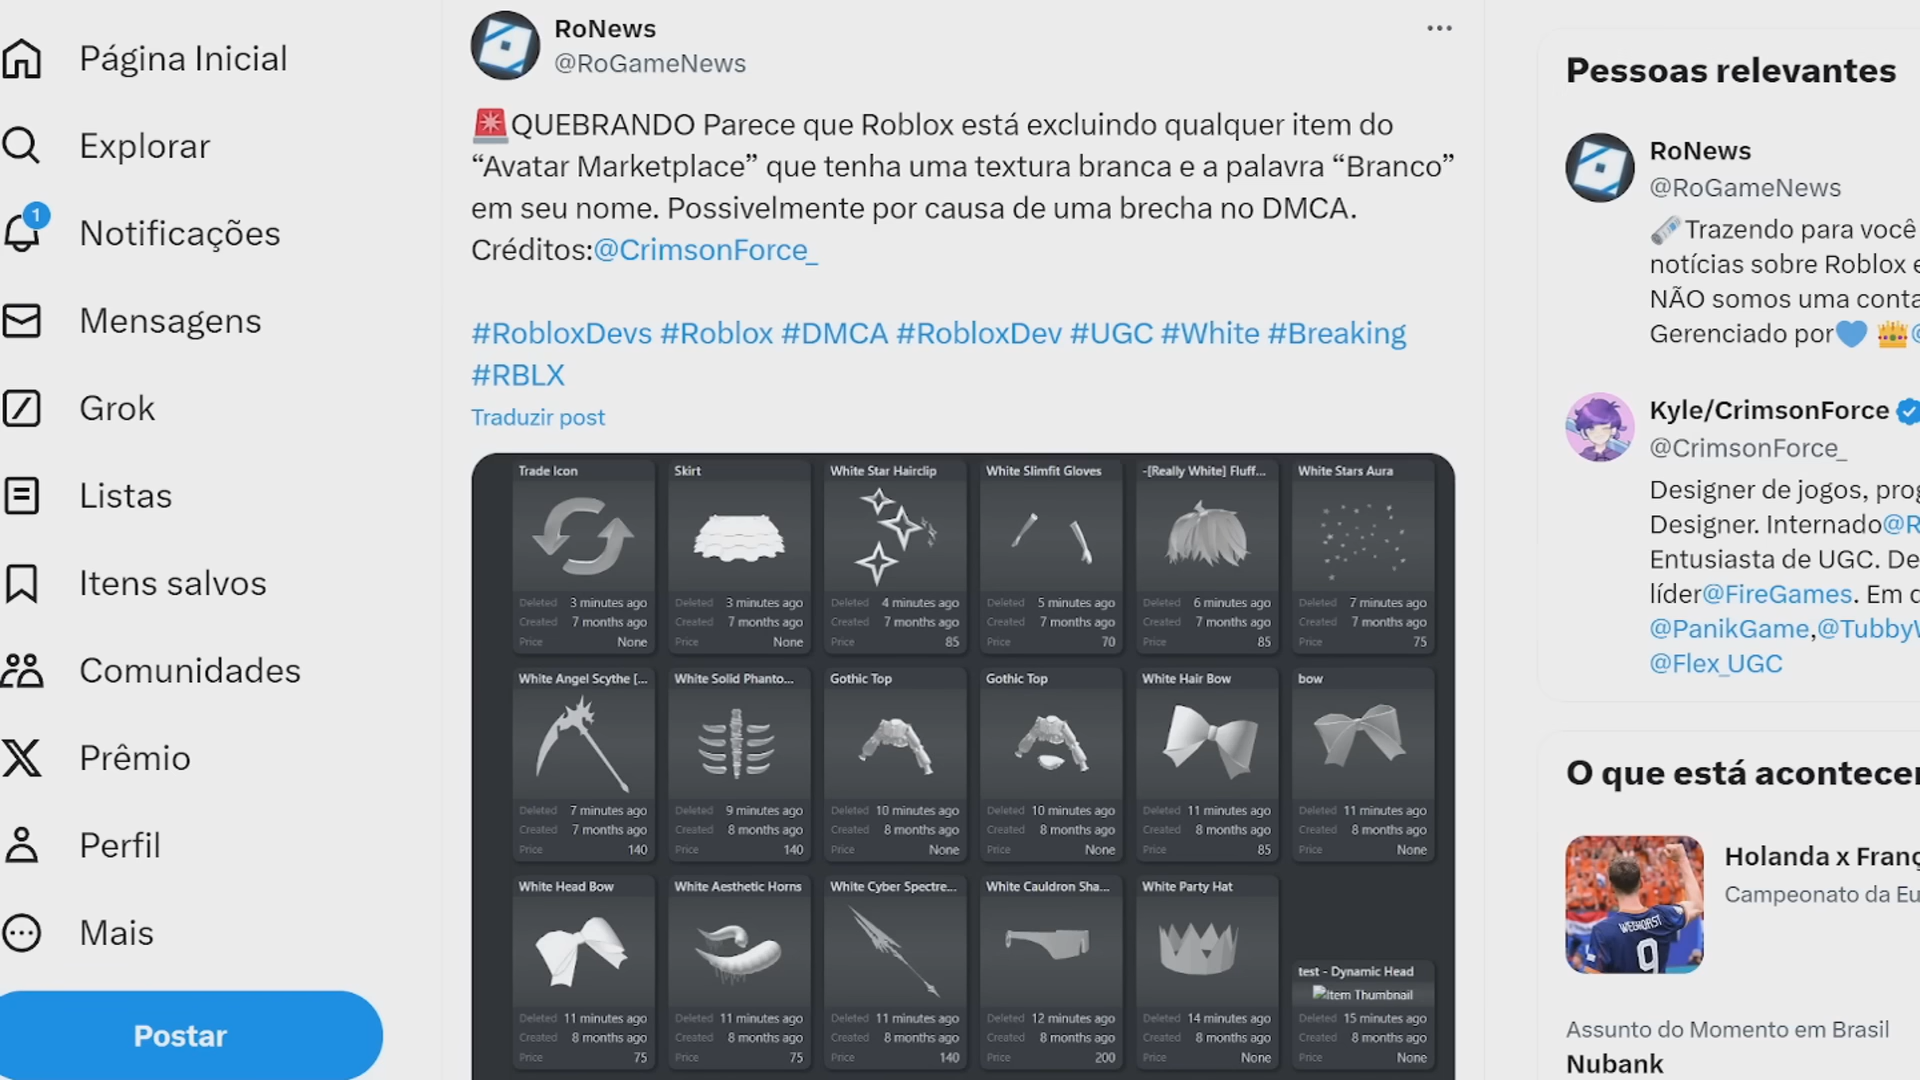 Página Inicial
Explorar
1
Notificações
Mensagens
Grok
Listas
Itens salvos
Comunidades
Prêmio
Perfil
Mais
Postar
RoNews
@RoGameNews
🚨QUEBRANDO Parece que Roblox está excluindo qualquer item do
“Avatar Marketplace” que tenha uma textura branca e a palavra “Branco”
em seu nome. Possivelmente por causa de uma brecha no DMCA.
Créditos:@CrimsonForce_
#RobloxDevs #Roblox #DMCA #RobloxDev #UGC #White #Breaking
#RBLX
Traduzir post
Trade Icon
Deleted 3 minutes ago
Created 7 months ago
Price None
Skirt
Deleted 3 minutes ago
Created 7 months ago
Price None
White Star Hairclip
Deleted 4 minutes ago
Created 7 months ago
Price 85
White Slimfit Gloves
Deleted 5 minutes ago
Created 7 months ago
Price 70
-[Really White] Fluff...
Deleted 6 minutes ago
Created 7 months ago
Price 85
White Stars Aura
Deleted 7 minutes ago
Created 7 months ago
Price 75
White Angel Scythe [...
Deleted 7 minutes ago
Created 7 months ago
Price 140
White Solid Phanto...
Deleted 9 minutes ago
Created 8 months ago
Price 140
Gothic Top
Deleted 10 minutes ago
Created 8 months ago
Price None
Gothic Top
Deleted 10 minutes ago
Created 8 months ago
Price None
White Hair Bow
Deleted 11 minutes ago
Created 8 months ago
Price 85
bow
Deleted 11 minutes ago
Created 8 months ago
Price None
White Head Bow
Deleted 11 minutes ago
Created 8 months ago
Price 75
White Aesthetic Horns
Deleted 11 minutes ago
Created 8 months ago
Price 75
White Cyber Spectre...
Deleted 11 minutes ago
Created 8 months ago
Price 140
White Cauldron Sha...
Deleted 12 minutes ago
Created 8 months ago
Price 200
White Party Hat
Deleted 14 minutes ago
Created 8 months ago
Price None
test - Dynamic Head
Item Thumbnail
Deleted 15 minutes ago
Created 8 months ago
Price None
Pessoas relevantes
RoNews
@RoGameNews
🗞️Trazendo para você
notícias sobre Roblox e
NÃO somos uma conta
Gerenciado por💙 👑@
Kyle/CrimsonForce
@CrimsonForce_
Designer de jogos, prog
Designer. Internado@R
Entusiasta de UGC. De
líder@FireGames. Em d
@PanikGame,@TubbyW
@Flex_UGC
O que está acontecen
Holanda x Franç
Campeonato da Eu
WEGHORST
9
Assunto do Momento em Brasil
Nubank